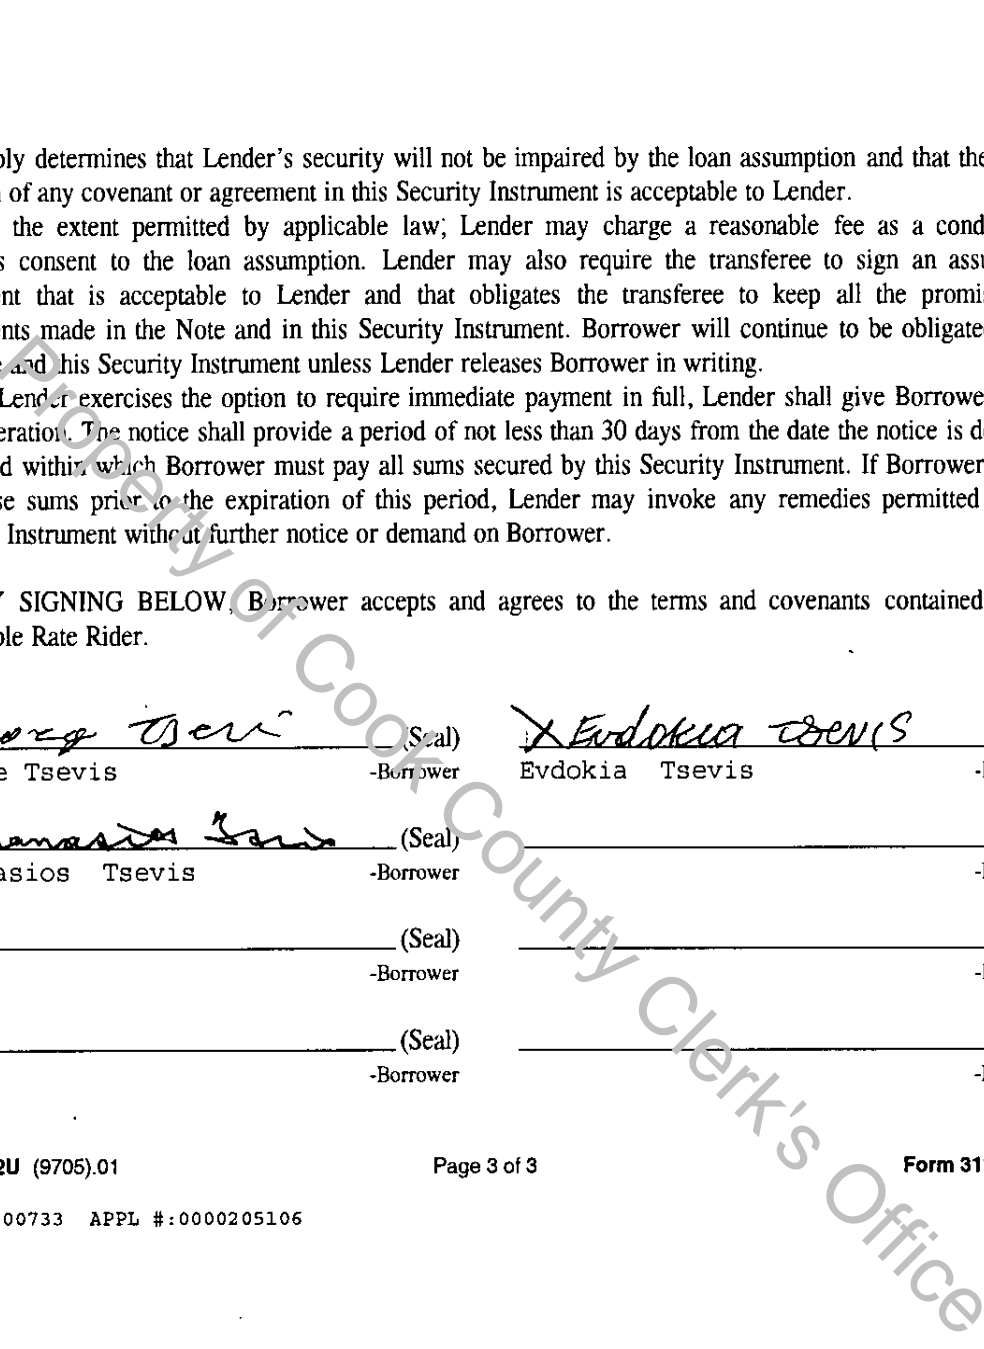 bly determines that Lender's security will not be impaired by the loan assumption and that the
of any covenant or agreement in this Security Instrument is acceptable to Lender.
the extent permitted by applicable law, Lender may charge a reasonable fee as a cond
s consent to the loan assumption. Lender may also require the transferee to sign an assu
nt that is acceptable to Lender and that obligates the transferee to keep all the promi
nts made in the Note and in this Security Instrument. Borrower will continue to be obligate
and this Security Instrument unless Lender releases Borrower in writing.
Lender exercises the option to require immediate payment in full, Lender shall give Borrowe
eration. The notice shall provide a period of not less than 30 days from the date the notice is d
d within which Borrower must pay all sums secured by this Security Instrument. If Borrower
se sums prior to the expiration of this period, Lender may invoke any remedies permitted
Instrument without further notice or demand on Borrower.
Y SIGNING BELOW, Borrower accepts and agrees to the terms and covenants contained
ble Rate Rider.
(Seal) X Evdokia Tsevis
e Tsevis -Borrower Evdokia Tsevis
(Seal)
asios Tsevis -Borrower
(Seal)
-Borrower
(Seal)
-Borrower
2U (9705).01 Page 3 of 3 Form 31
00733 APPL #:0000205106
Property of Cook County Clerk's Office